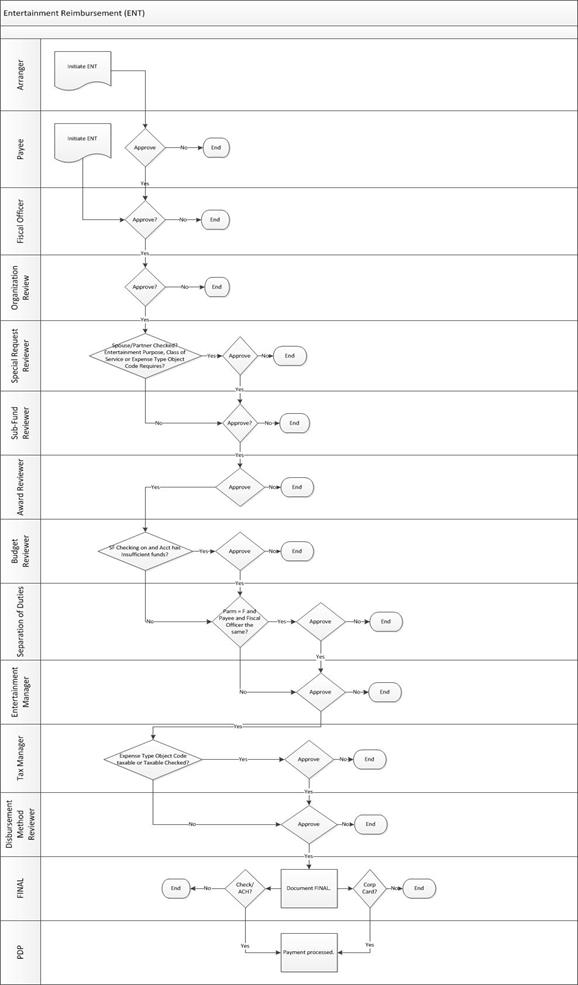 Entertainment Reimbursement (ENT)
Arranger
Initiate ENT
Payee
Initiate ENT
Approve
No
End
Yes
Fiscal Officer
Approve?
No
End
Yes
Organization
Review
Approve?
No
End
Yes
Special Request
Reviewer
Spouse/Partner Checked?
Entertainment Purpose, Class of
Service or Expense Type Object
Code Requires?
Yes
Approve
No
End
Yes
Sub-Fund
Reviewer
No
Approve?
No
End
Yes
Award Reviewer
Yes
Approve
No
End
Budget
Reviewer
SF Checking on and Acct has
Insufficient funds?
Yes
Approve
No
End
Yes
Separation of Duties
No
Parm = F and
Payee and Fiscal
Officer the
same?
Yes
Approve
No
End
Yes
Entertainment
Manager
No
Approve
No
End
Yes
Tax Manager
Expense Type Object Code
taxable or Taxable Checked?
Yes
Approve
No
End
Yes
Disbursement
Method
Reviewer
No
Approve
No
End
Yes
FINAL
End
No
Check/
ACH?
Document FINAL.
Corp
Card?
No
End
PDP
Yes
Payment processed.
Yes